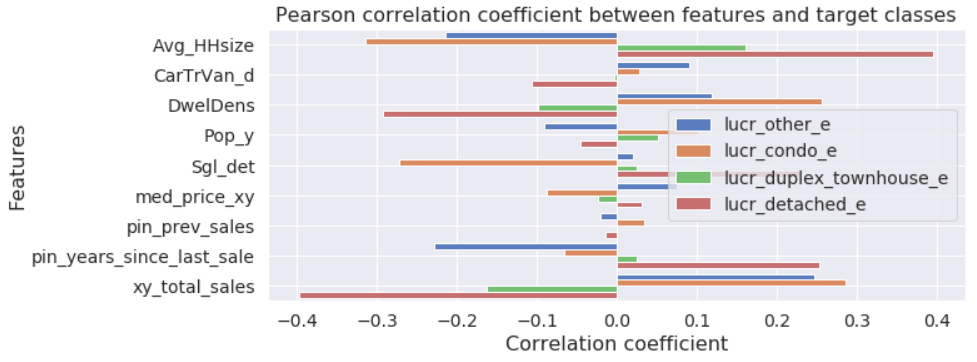 Pearson correlation coefficient between features and target classes
Features
Avg_HHsize
CarTrVan_d
DwelDens
Pop_y
Sgl_det
med_price_xy
pin_prev_sales
pin_years_since_last_sale
xy_total_sales
lucr_other_e
lucr_condo_e
lucr_duplex_townhouse_e
lucr_detached_e
−0.4 −0.3 −0.2 −0.1 0.0 0.1 0.2 0.3 0.4
Correlation coefficient